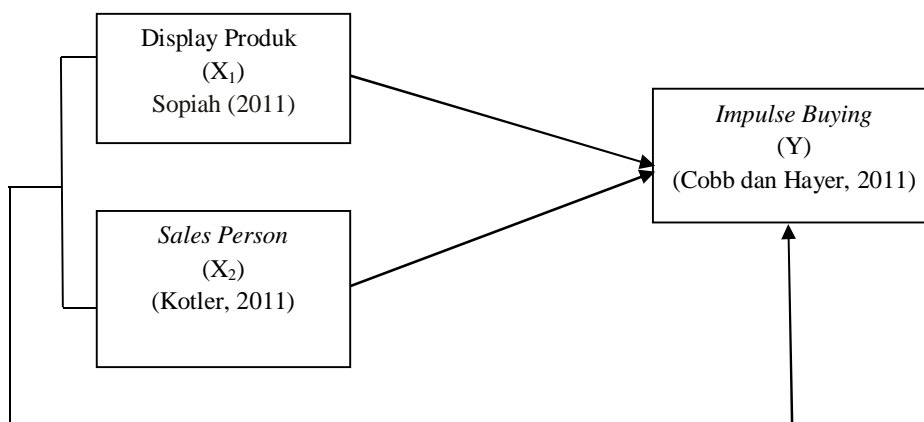 Display Produk
(X₁)
Sopiah (2011)
Sales Person
(X₂)
(Kotler, 2011)
Impulse Buying
(Y)
(Cobb dan Hayer, 2011)